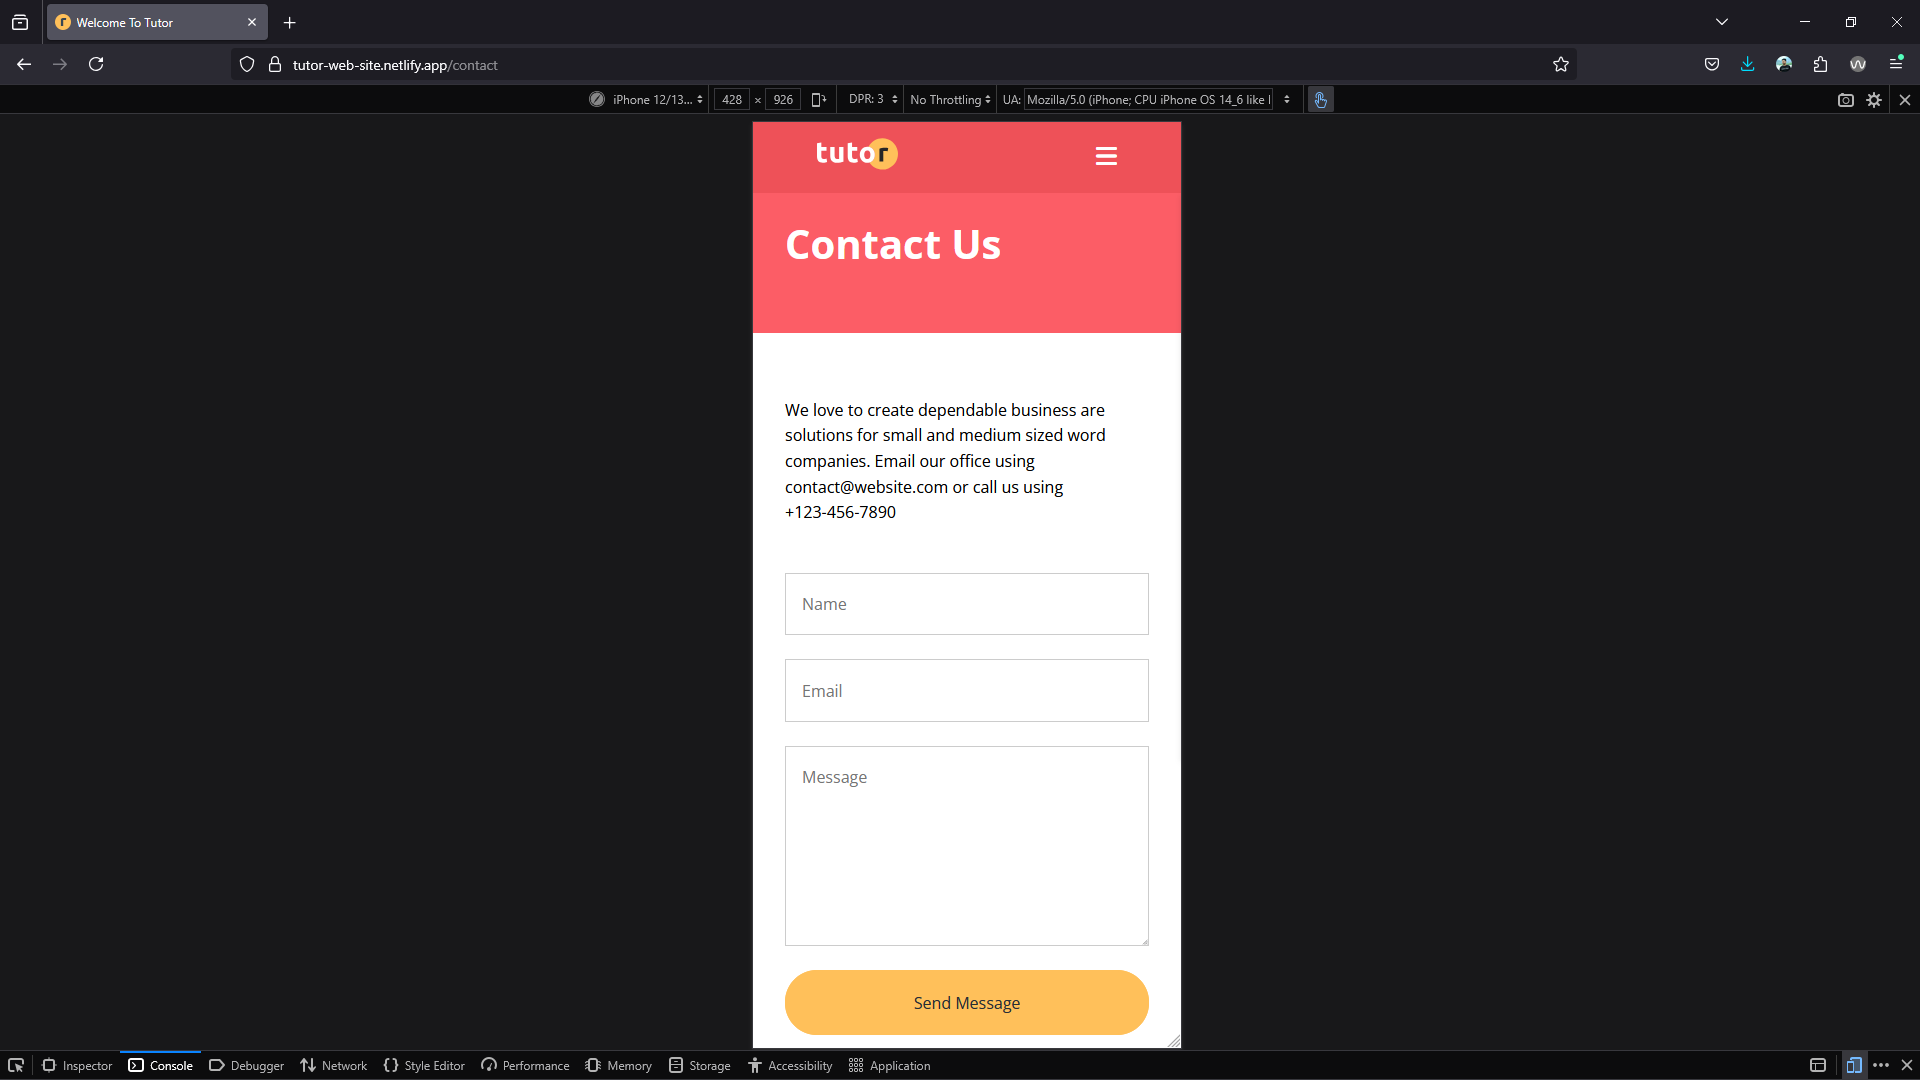 Welcome To Tutor
tutor-web-site.netlify.app/contact
iPhone 12/13... 428 × 926 DPR: 3 No Throttling UA: Mozilla/5.0 (iPhone; CPU iPhone OS 14_6 like
tutor
Contact Us
We love to create dependable business are
solutions for small and medium sized word
companies. Email our office using
contact@website.com or call us using
+123-456-7890
Name
Email
Message
Send Message
Inspector Console Debugger Network Style Editor Performance Memory Storage Accessibility Application